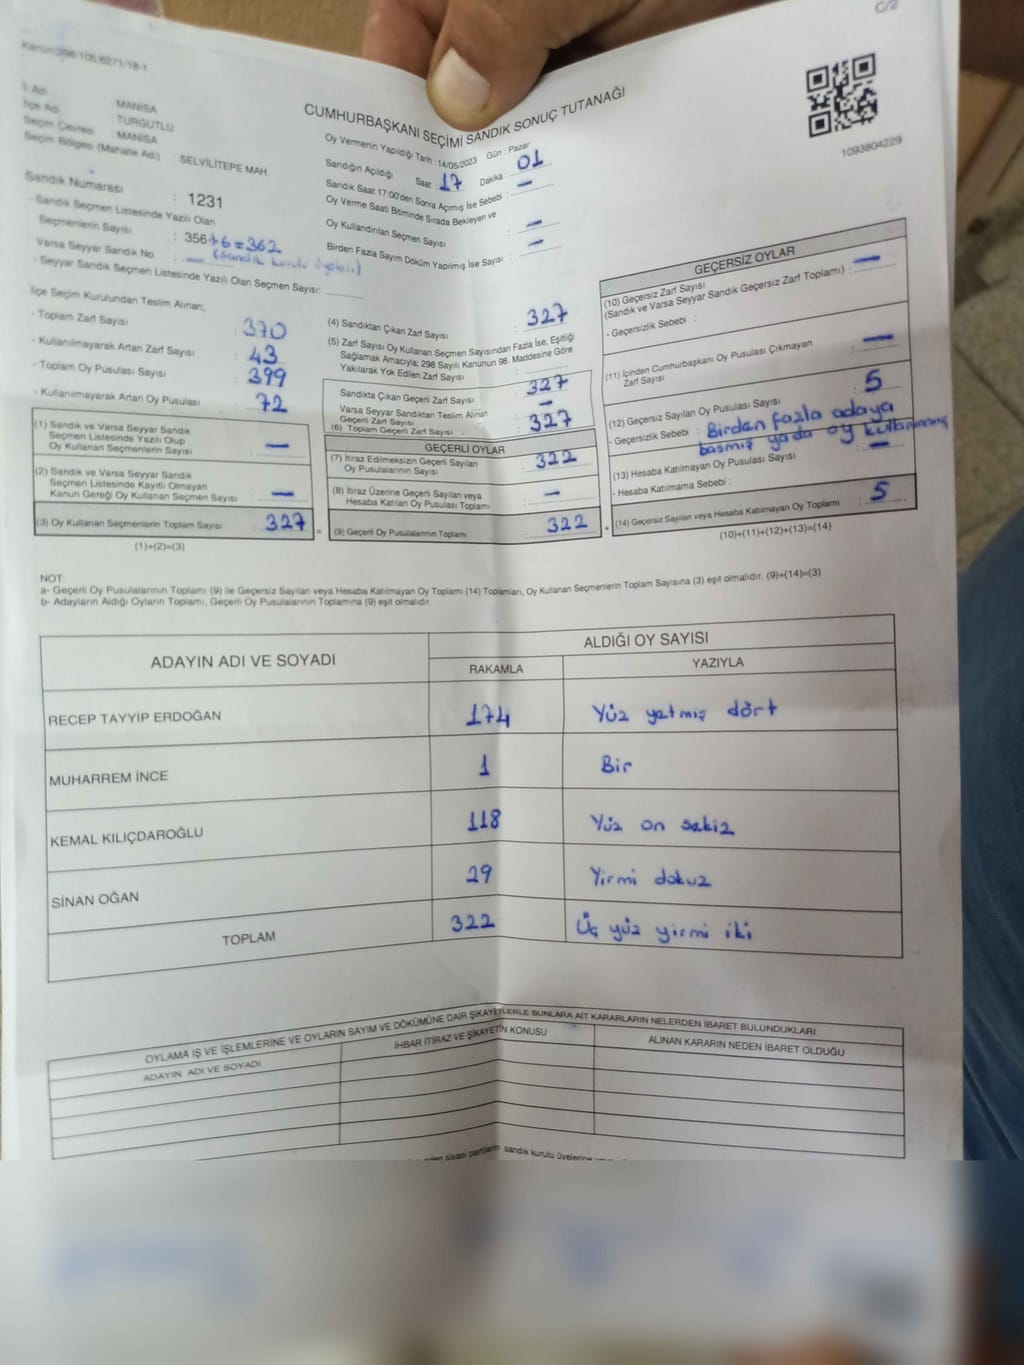 C/2
Kanun:298/105:6271/18-1
İl Adı : MANİSA
İlçe Adı : TURGUTLU
Seçim Çevresi : MANİSA
Seçim Bölgesi (Mahalle Adı) : SELVİLİTEPE MAH.
Sandık Numarası : 1231
- Sandık Seçmen Listesinde Yazılı Olan
Seçmenlerin Sayısı : 356+6=362
(Sandık kurulu üyeleri)
Varsa Seyyar Sandık No : —
- Seyyar Sandık Seçmen Listesinde Yazılı Olan Seçmen Sayısı:
CUMHURBAŞKANI SEÇİMİ SANDIK SONUÇ TUTANAĞI
Oy Vermenin Yapıldığı Tarih : 14/05/2023 Gün : Pazar
Sandığın Açıldığı Saat : 17 Dakika : 01
Sandık Saat 17:00'den Sonra Açımış İse Sebebi : —
Oy Verme Saati Bitiminde Sırada Bekleyen ve
Oy Kullandırılan Seçmen Sayısı : —
Birden Fazla Sayım Döküm Yapılmış İse Sayısı : —
1093804229
İlçe Seçim Kurulundan Teslim Alınan;
- Toplam Zarf Sayısı : 370
- Kullanılmayarak Artan Zarf Sayısı : 43
- Toplam Oy Pusulası Sayısı : 399
- Kullanılmayarak Artan Oy Pusulası : 72
(1) Sandık ve Varsa Seyyar Sandık
Seçmen Listesinde Yazılı Olup
Oy Kullanan Seçmenlerin Sayısı : —
(2) Sandık ve Varsa Seyyar Sandık
Seçmen Listesinde Kayıtlı Olmayan
Kanun Gereği Oy Kullanan Seçmen Sayısı : —
(3) Oy Kullanan Seçmenlerin Toplam Sayısı : 327
(1)+(2)=(3)
(4) Sandıktan Çıkan Zarf Sayısı : 327
(5) Zarf Sayısı Oy Kullanan Seçmen Sayısından Fazla İse, Eşitliği
Sağlamak Amacıyla; 298 Sayılı Kanunun 98. Maddesine Göre
Yakılarak Yok Edilen Zarf Sayısı :
Sandıkta Çıkan Geçerli Zarf Sayısı : 327
Varsa Seyyar Sandıktan Teslim Alınan
Geçerli Zarf Sayısı : —
(6) Toplam Geçerli Zarf Sayısı : 327
GEÇERLİ OYLAR
(7) İtiraz Edilmeksizin Geçerli Sayılan
Oy Pusulalarının Sayısı : 322
(8) İtiraz Üzerine Geçerli Sayılan veya
Hesaba Katılan Oy Pusulası Toplamı : —
(9) Geçerli Oy Pusulalarının Toplamı : 322
GEÇERSİZ OYLAR
(10) Geçersiz Zarf Sayısı
(Sandık ve Varsa Seyyar Sandık Geçersiz Zarf Toplamı) : —
- Geçersizlik Sebebi :
(11) İçinden Cumhurbaşkanı Oy Pusulası Çıkmayan
Zarf Sayısı : —
(12) Geçersiz Sayılan Oy Pusulası Sayısı : 5
- Geçersizlik Sebebi : Birden fazla adaya
basmış yada oy kullanmamış
(13) Hesaba Katılmayan Oy Pusulası Sayısı : —
- Hesaba Katılmama Sebebi :
(14) Geçersiz Sayılan veya Hesaba Katılmayan Oy Toplamı : 5
(10)+(11)+(12)+(13)=(14)
NOT:
a- Geçerli Oy Pusulalarının Toplamı (9) ile Geçersiz Sayılan veya Hesaba Katılmayan Oy Toplamı (14) Toplamları, Oy Kullanan Seçmenlerin Toplam Sayısına (3) eşit olmalıdır. (9)+(14)=(3)
b- Adayların Aldığı Oyların Toplamı, Geçerli Oy Pusulalarının Toplamına (9) eşit olmalıdır.
ADAYIN ADI VE SOYADI
ALDIĞI OY SAYISI
RAKAMLA YAZIYLA
RECEP TAYYİP ERDOĞAN 174 Yüz yetmiş dört
MUHARREM İNCE 1 Bir
KEMAL KILIÇDAROĞLU 118 Yüz on sekiz
SİNAN OĞAN 29 Yirmi dokuz
TOPLAM 322 Üç yüz yirmi iki
OYLAMA İŞ VE İŞLEMLERİNE VE OYLARIN SAYIM VE DÖKÜMÜNE DAİR ŞİKAYETLERLE BUNLARA AİT KARARLARIN NELERDEN İBARET BULUNDUKLARI
ADAYIN ADI VE SOYADI İHBAR İTİRAZ VE ŞİKAYETİN KONUSU ALINAN KARARIN NEDEN İBARET OLDUĞU
siyasi partilerin sandık kurulu üyelerine